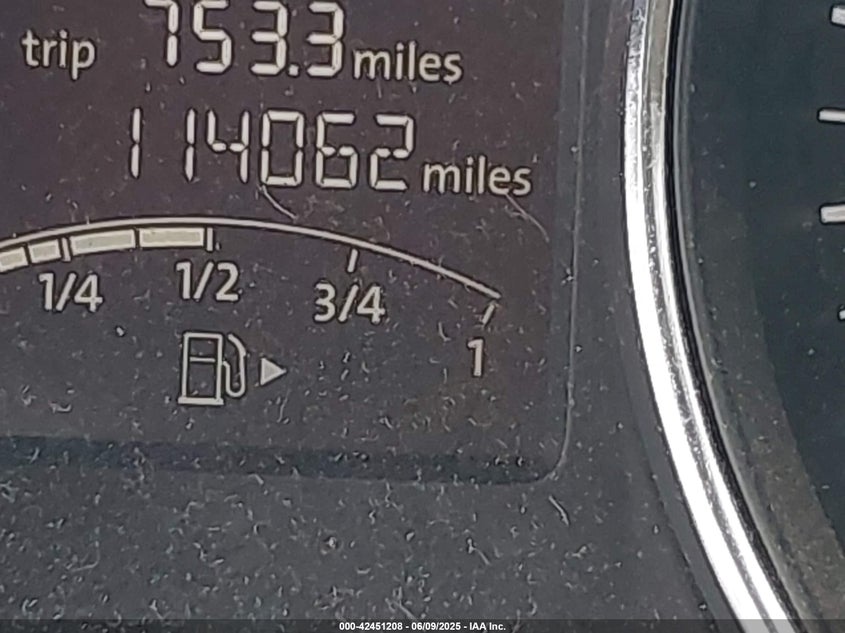 trip 753.3 miles
114062 miles
1/4 1/2 3/4 1
000-42451208 - 06/09/2025 - IAA Inc.